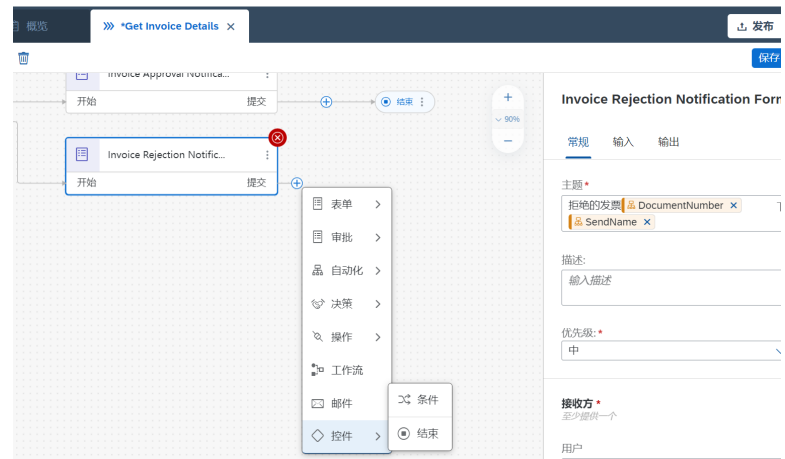 概览
*Get Invoice Details ×
发布
保存
Invoice Approval Notifica...
开始 提交
结束
90%
Invoice Rejection Notific...
开始 提交
表单
审批
自动化
决策
操作
工作流
邮件
控件
条件
结束
Invoice Rejection Notification Form
常规 输入 输出
主题*
拒绝的发票 DocumentNumber ×
SendName ×
描述:
输入描述
优先级:*
中
接收方 *
至少提供一个
用户